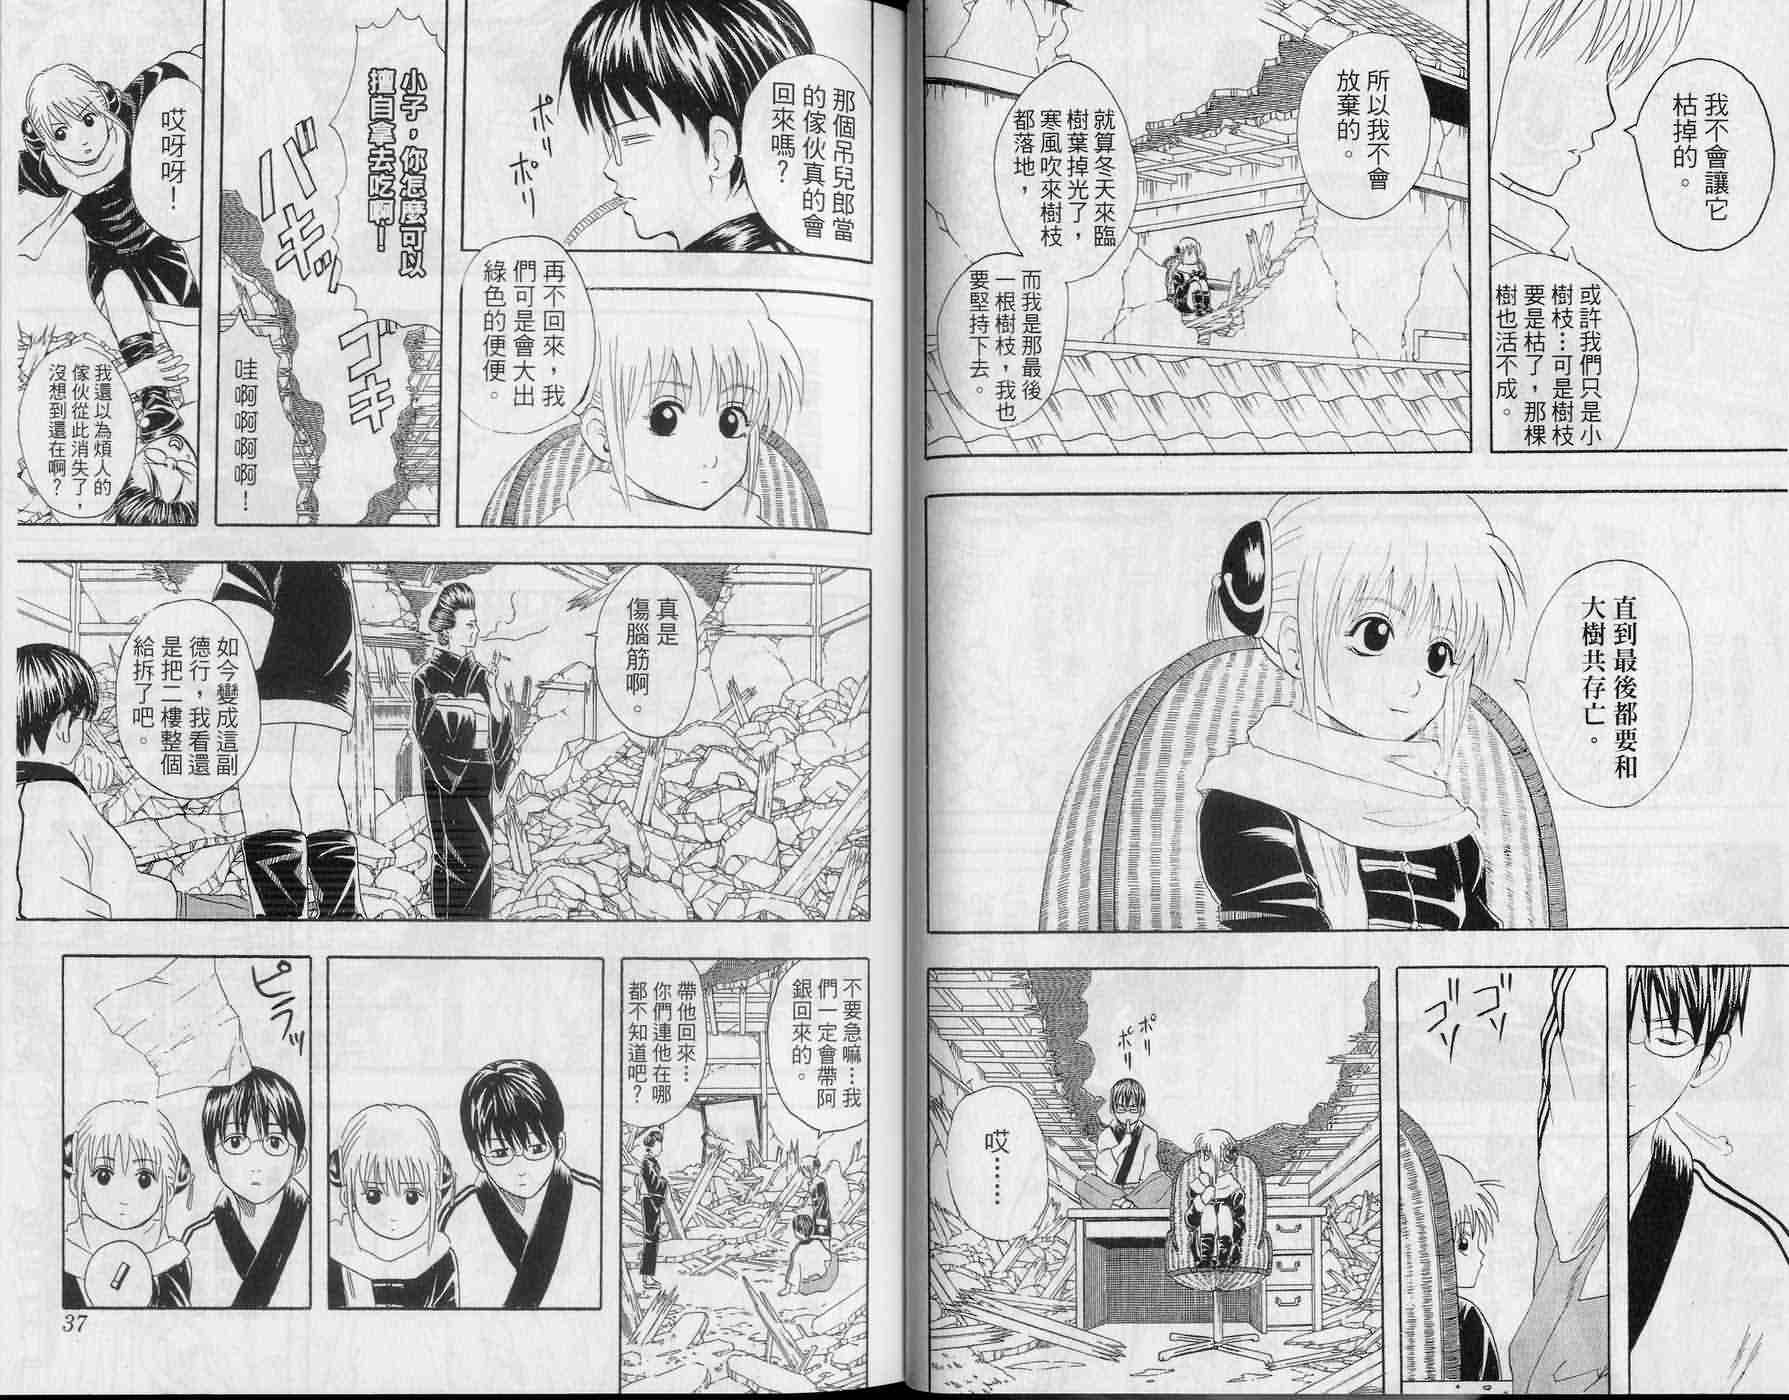 我不會讓它
枯掉的。
或許我們只是小
樹枝…可是樹枝
要是枯了，那棵
樹也活不成。
所以我不會
放棄的。
就算冬天來臨
樹葉掉光了，
寒風吹來樹枝
都落地，
而我是那最後
一根樹枝，我也
要堅持下去。
直到最後都要和
大樹共存亡。
ゴソ
ゴソ
ポリ
ポリ
哎……
那個吊兒郎當
的傢伙真的會
回來嗎？
ポリ
ポリ
再不回來，我
們可是會大出
綠色的便便。
小子，你怎麼可以
擅自拿去吃啊！
バキッ
ゴキ
哇啊啊啊啊！
哎呀呀！
我還以為煩人的
傢伙從此消失了，
沒想到還在啊？
真是
傷腦筋啊。
如今變成這副
德行，我看還
是把二樓整個
給拆了吧。
不要急嘛…我
們一定會帶阿
銀回來的。
帶他回來…
你們連他在哪
都不知道吧？
ピラッ
37